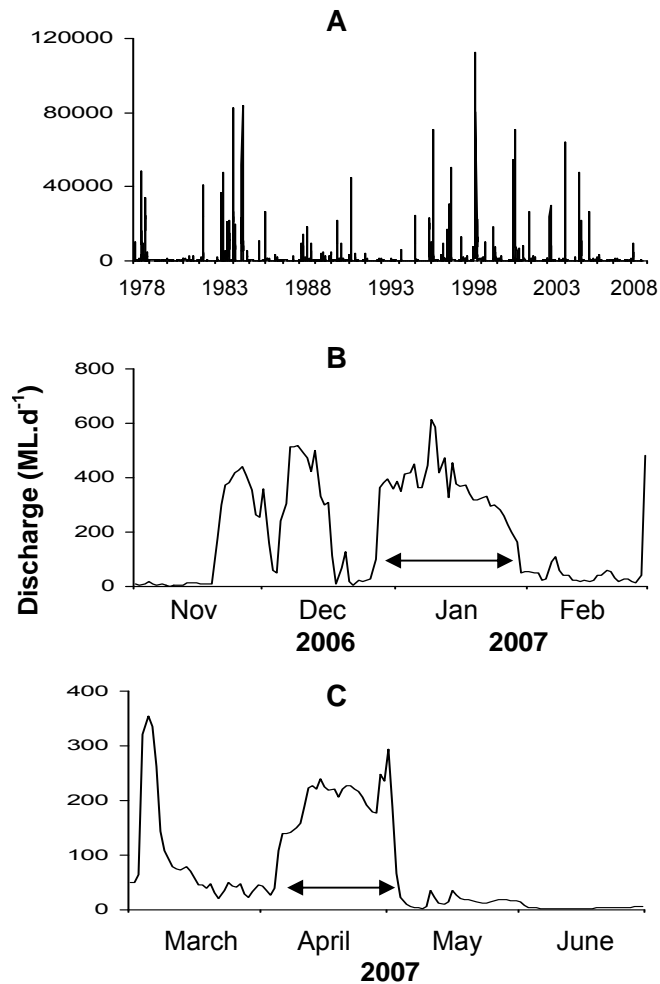 A
120000
80000
40000
0
1978 1983 1988 1993 1998 2003 2008
Discharge (ML.d-1)
B
800
600
400
200
0
Nov Dec Jan Feb
2006 2007
C
400
300
200
100
0
March April May June
2007